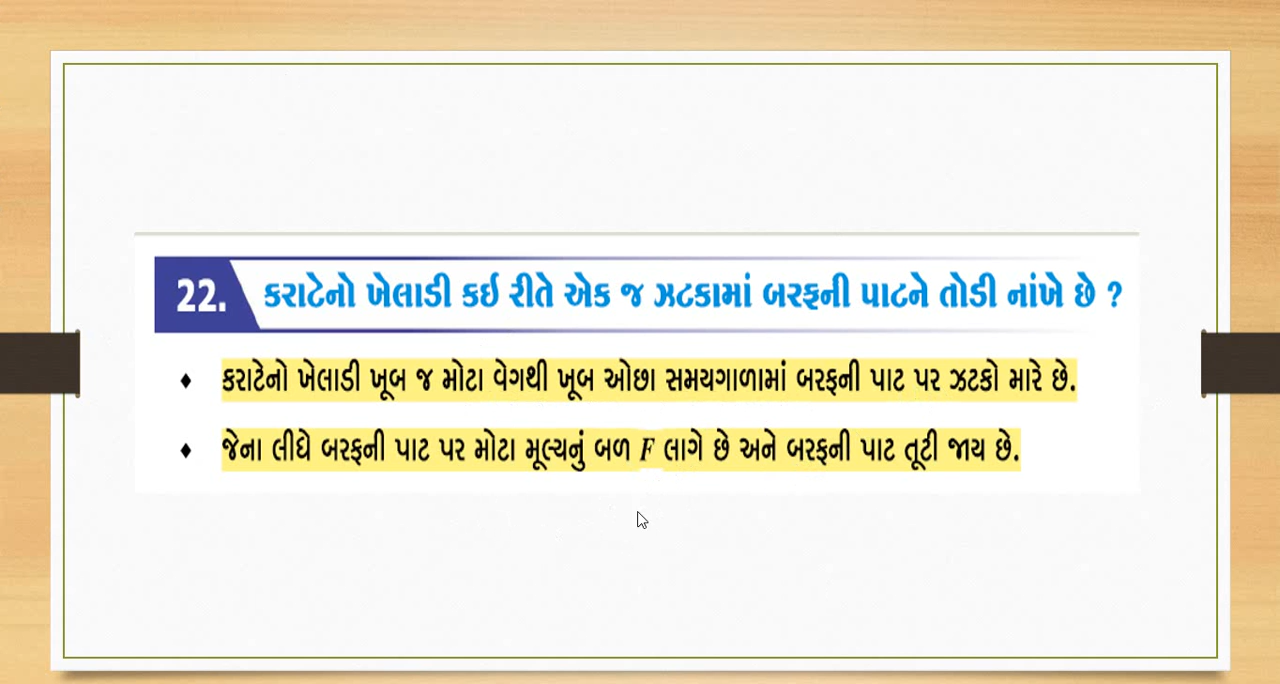 22. કરાટેનો ખેલાડી કઈ રીતે એક જ ઝટકામાં બરફની પાટને તોડી નાંખે છે ?
♦ કરાટેનો ખેલાડી ખૂબ જ મોટા વેગથી ખૂબ ઓછા સમયગાળામાં બરફની પાટ પર ઝટકો મારે છે.
♦ જેના લીધે બરફની પાટ પર મોટા મૂલ્યનું બળ F લાગે છે અને બરફની પાટ તૂટી જાય છે.